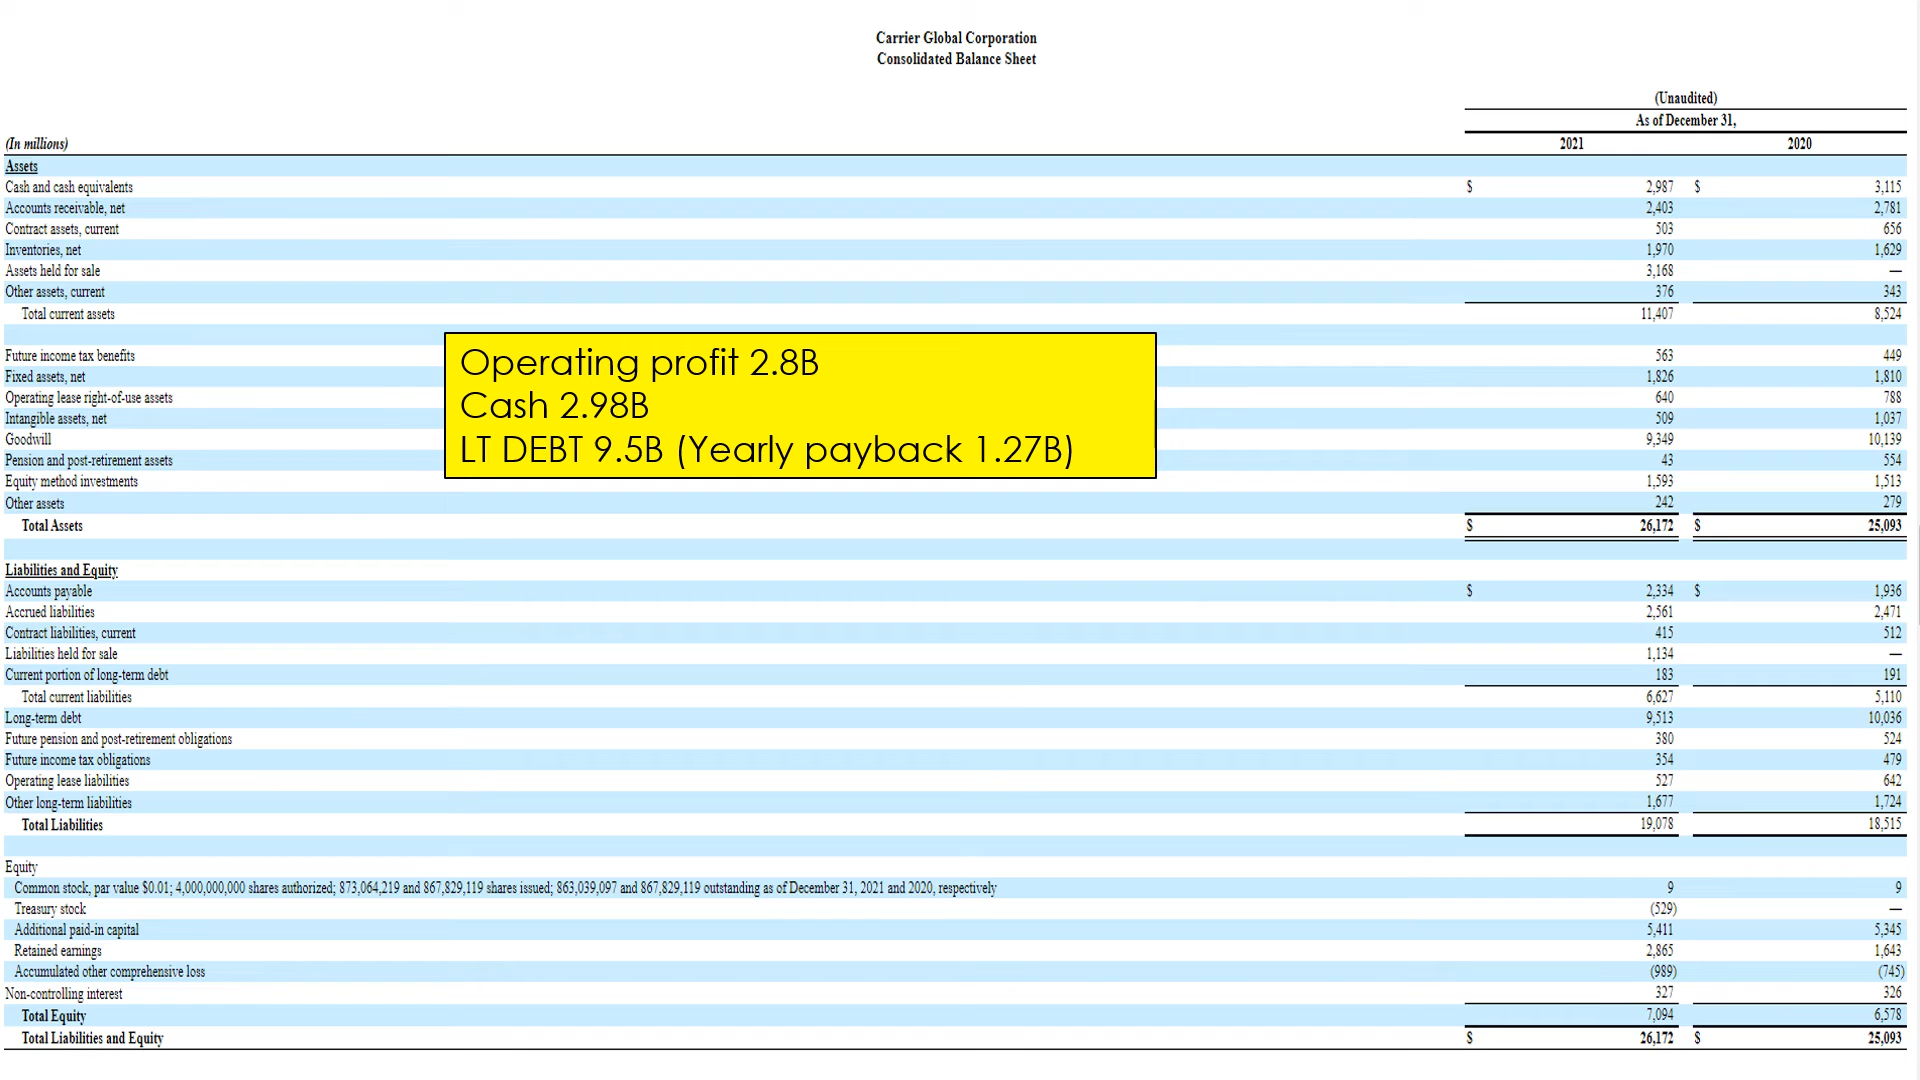 Carrier Global Corporation
Consolidated Balance Sheet
(Unaudited)
As of December 31,
(In millions) 2021 2020
Assets
Cash and cash equivalents $ 2,987 $ 3,115
Accounts receivable, net 2,403 2,781
Contract assets, current 503 656
Inventories, net 1,970 1,629
Assets held for sale 3,168 —
Other assets, current 376 343
Total current assets 11,407 8,524
Operating profit 2.8B
Cash 2.98B
LT DEBT 9.5B (Yearly payback 1.27B)
Future income tax benefits 563 449
Fixed assets, net 1,826 1,810
Operating lease right-of-use assets 640 788
Intangible assets, net 509 1,037
Goodwill 9,349 10,139
Pension and post-retirement assets 43 554
Equity method investments 1,593 1,513
Other assets 242 279
Total Assets $ 26,172 $ 25,093
Liabilities and Equity
Accounts payable $ 2,334 $ 1,936
Accrued liabilities 2,561 2,471
Contract liabilities, current 415 512
Liabilities held for sale 1,134 —
Current portion of long-term debt 183 191
Total current liabilities 6,627 5,110
Long-term debt 9,513 10,036
Future pension and post-retirement obligations 380 524
Future income tax obligations 354 479
Operating lease liabilities 527 642
Other long-term liabilities 1,677 1,724
Total Liabilities 19,078 18,515
Equity
Common stock, par value $0.01; 4,000,000,000 shares authorized; 873,064,219 and 867,829,119 shares issued; 863,039,097 and 867,829,119 outstanding as of December 31, 2021 and 2020, respectively 9 9
Treasury stock (529) —
Additional paid-in capital 5,411 5,345
Retained earnings 2,865 1,643
Accumulated other comprehensive loss (989) (745)
Non-controlling interest 327 326
Total Equity 7,094 6,578
Total Liabilities and Equity $ 26,172 $ 25,093